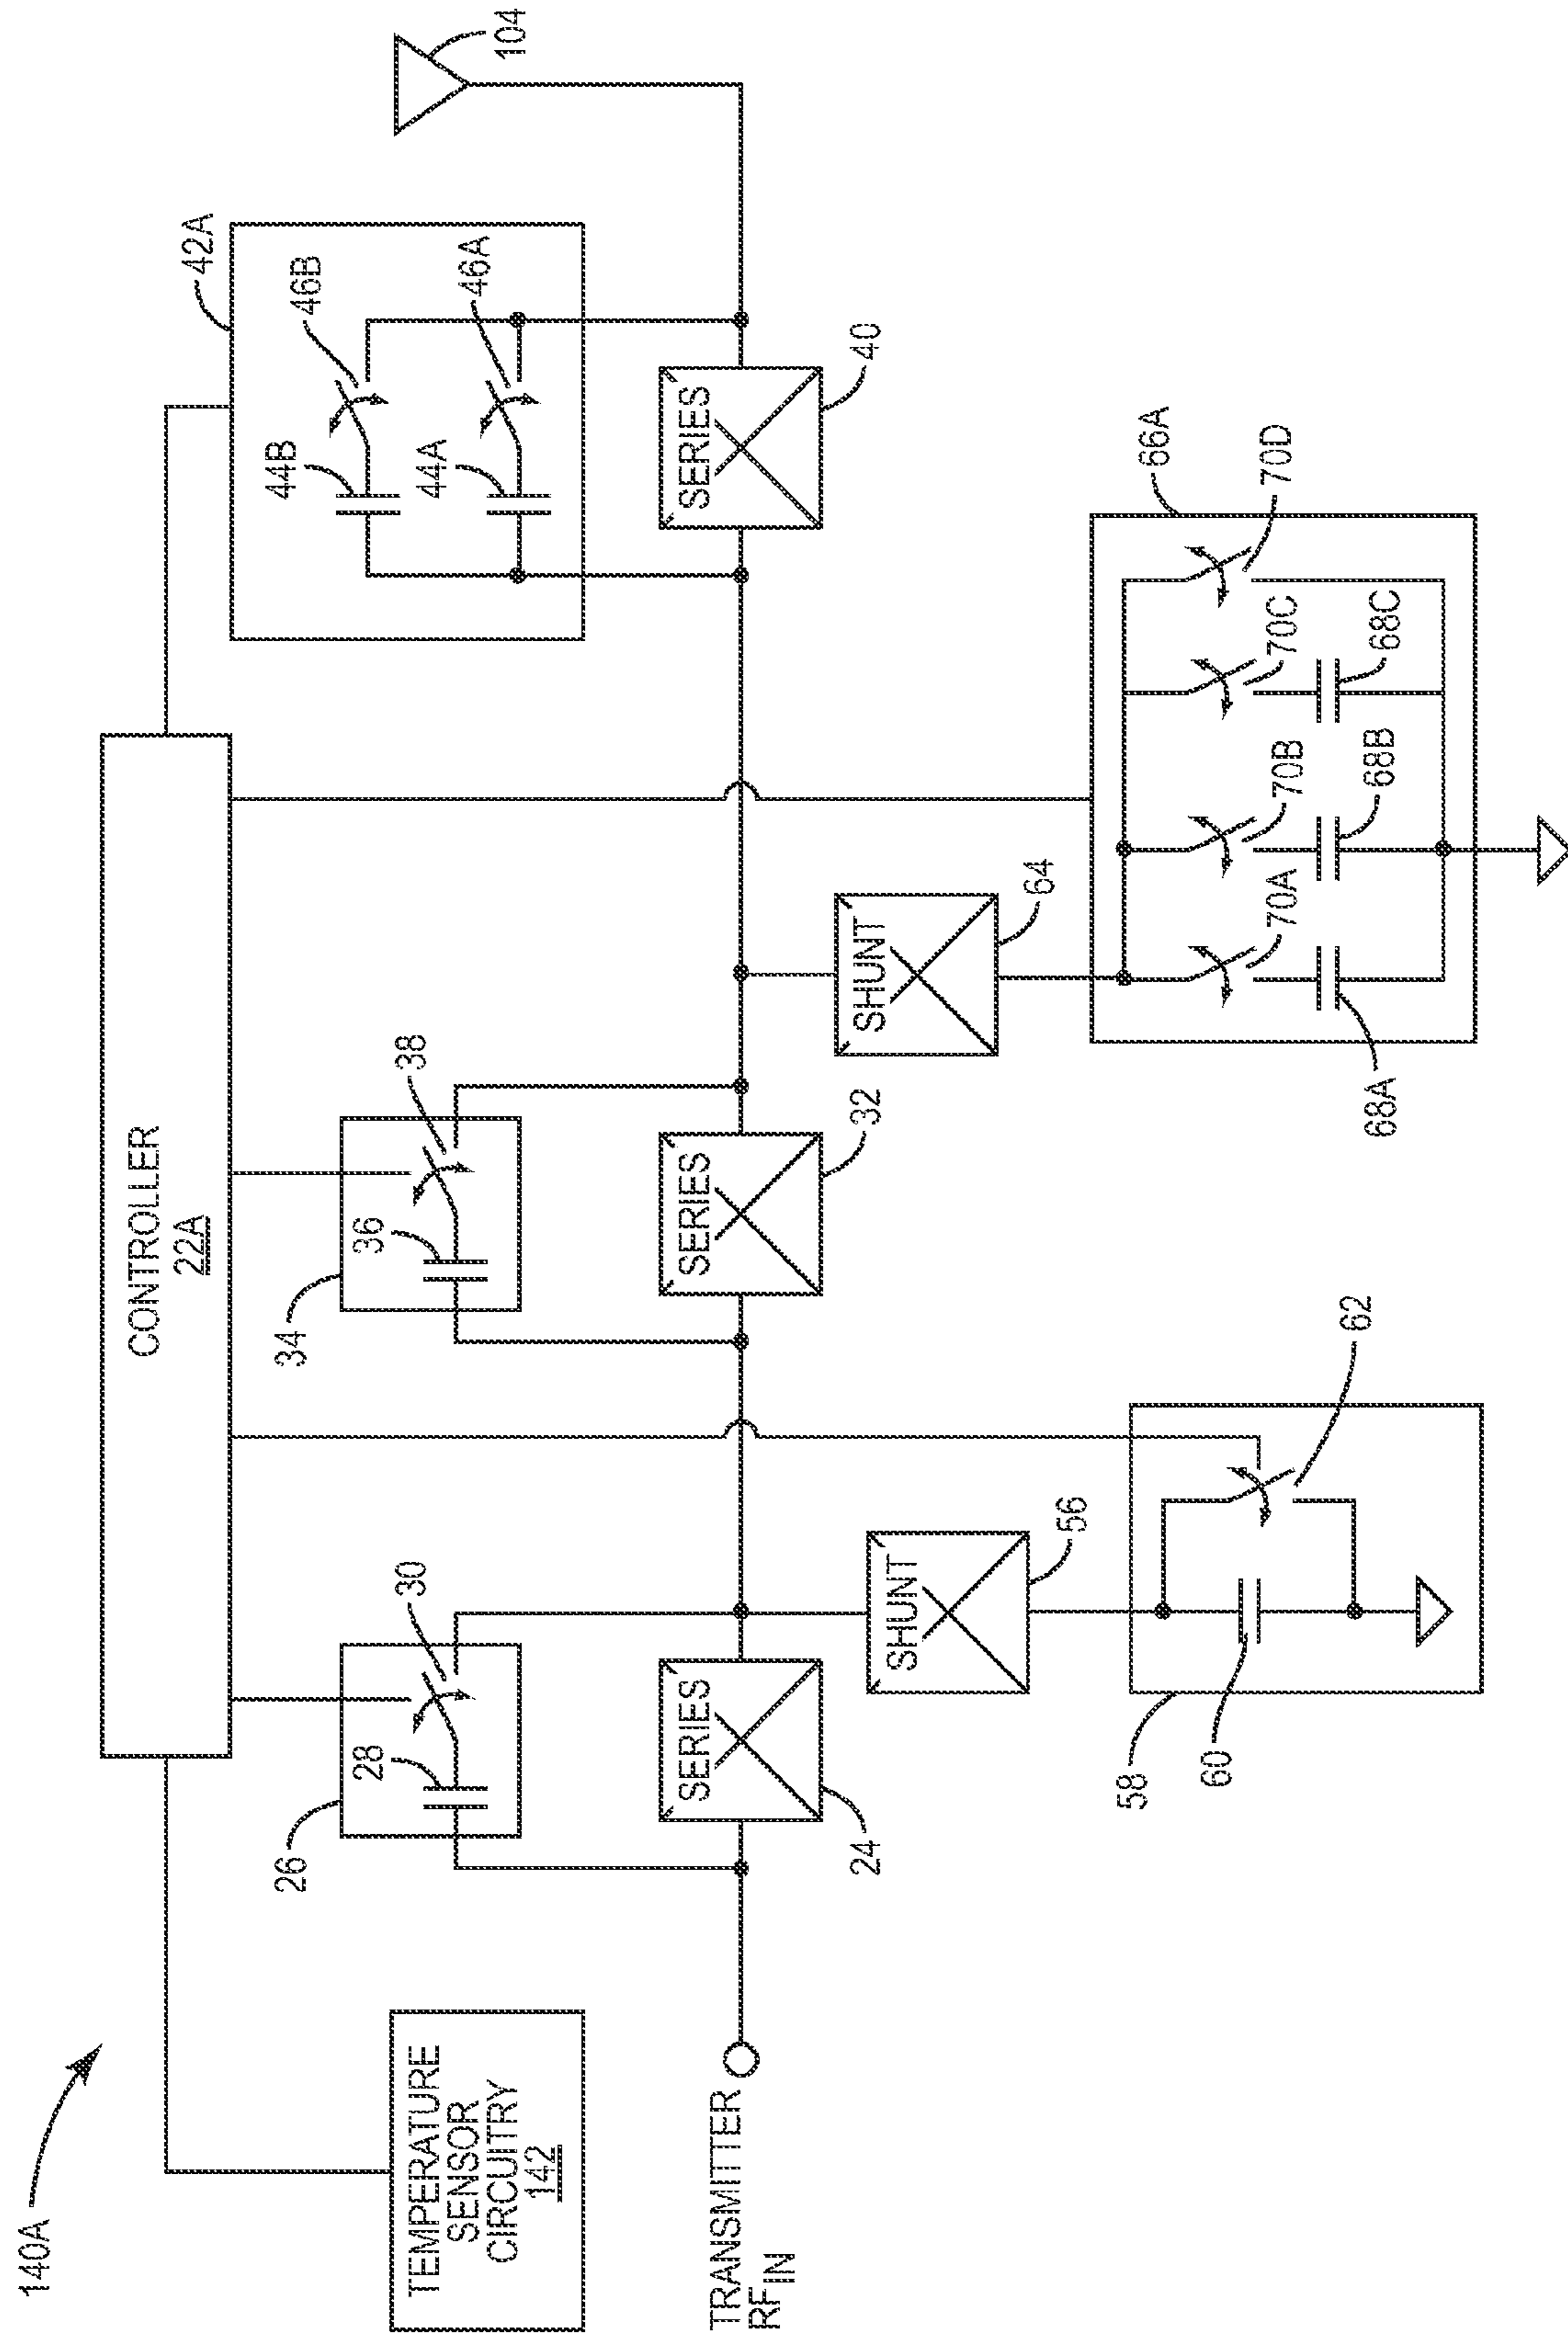 140A
CONTROLLER
22A
TEMPERATURE
SENSOR
CIRCUITRY
142
TRANSMITTER
RFIN
26
28
30
SERIES
24
34
36
38
SERIES
32
42A
44B
46B
44A
46A
SERIES
40
104
SHUNT
56
58
60
62
SHUNT
64
66A
70A
70B
70C
70D
68A
68B
68C